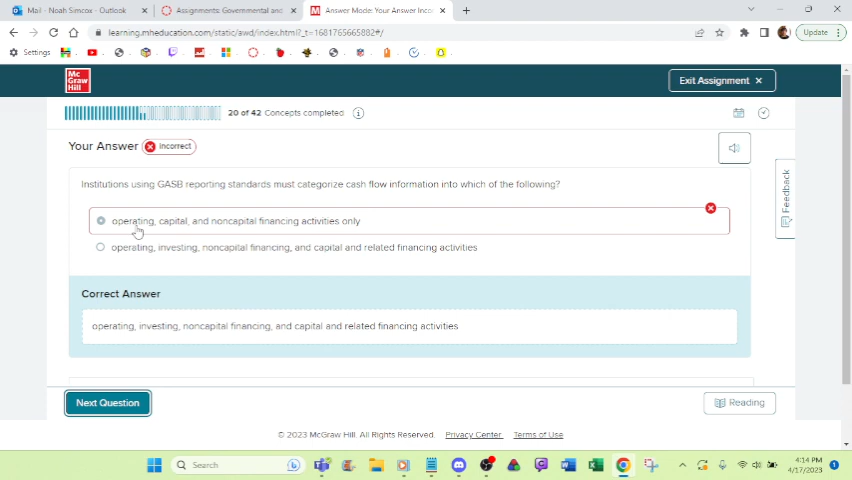 Mail - Noah Simcox - Outlook
Assignments: Governmental and
Answer Mode: Your Answer Inco
learning.mheducation.com/static/awd/index.html?_t=1681765665882#/
Update
Settings
Mc
Graw
Hill
Exit Assignment
20 of 42 Concepts completed
Your Answer
Incorrect
Institutions using GASB reporting standards must categorize cash flow information into which of the following?
operating, capital, and noncapital financing activities only
operating, investing, noncapital financing, and capital and related financing activities
Correct Answer
operating, investing, noncapital financing, and capital and related financing activities
Feedback
Next Question
Reading
© 2023 McGraw Hill. All Rights Reserved. Privacy Center Terms of Use
Search
4:14 PM
4/17/2023